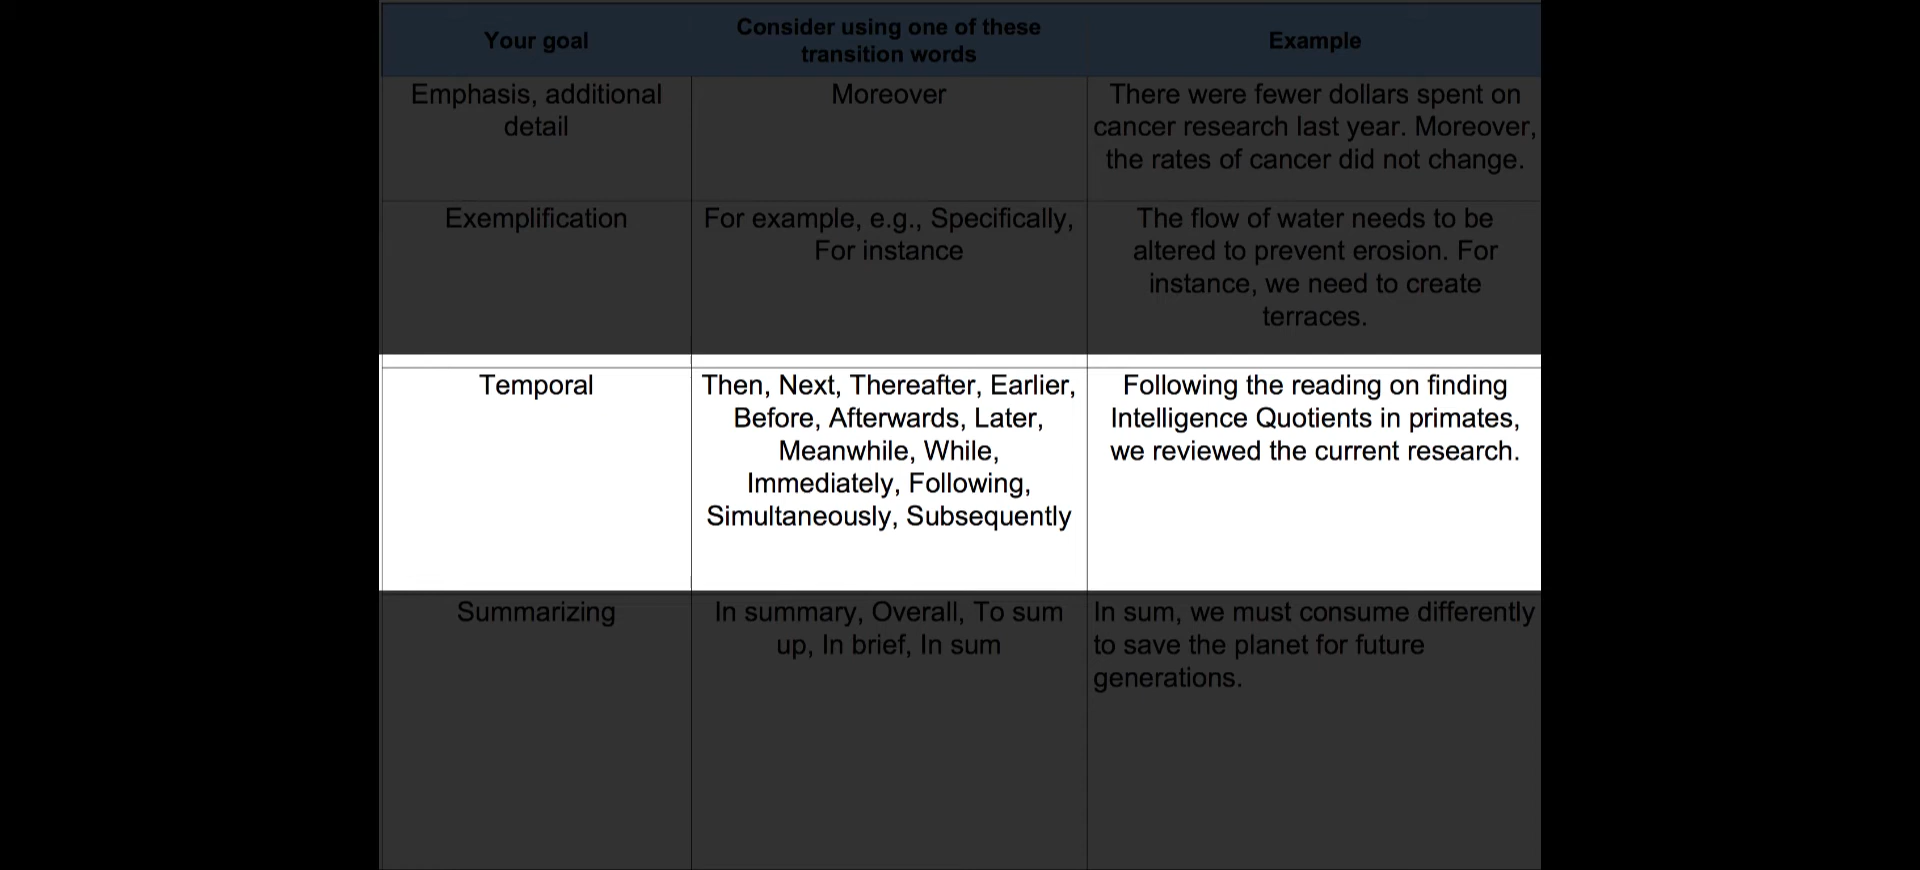 Your goal
Consider using one of these
transition words
Example
Emphasis, additional
detail
Moreover
There were fewer dollars spent on
cancer research last year. Moreover,
the rates of cancer did not change.
Exemplification
For example, e.g., Specifically,
For instance
The flow of water needs to be
altered to prevent erosion. For
instance, we need to create
terraces.
Temporal
Then, Next, Thereafter, Earlier,
Before, Afterwards, Later,
Meanwhile, While,
Immediately, Following,
Simultaneously, Subsequently
Following the reading on finding
Intelligence Quotients in primates,
we reviewed the current research.
Summarizing
In summary, Overall, To sum
up, In brief, In sum
In sum, we must consume differently
to save the planet for future
generations.